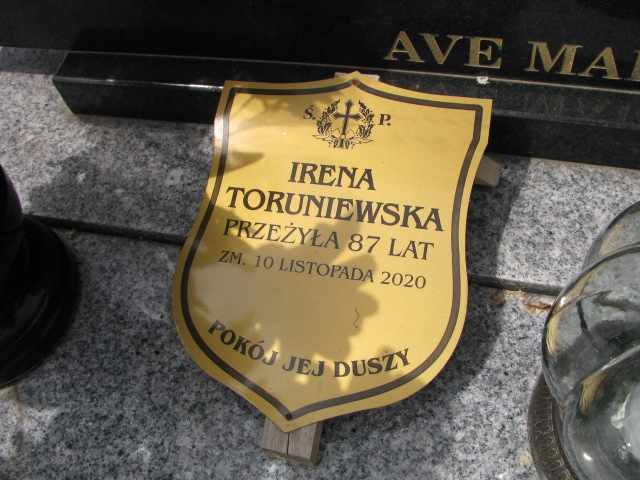 AVE MA
Ś. P.
IRENA
TORUNIEWSKA
PRZEŻYŁA 87 LAT
ZM. 10 LISTOPADA 2020
POKÓJ JEJ DUSZY